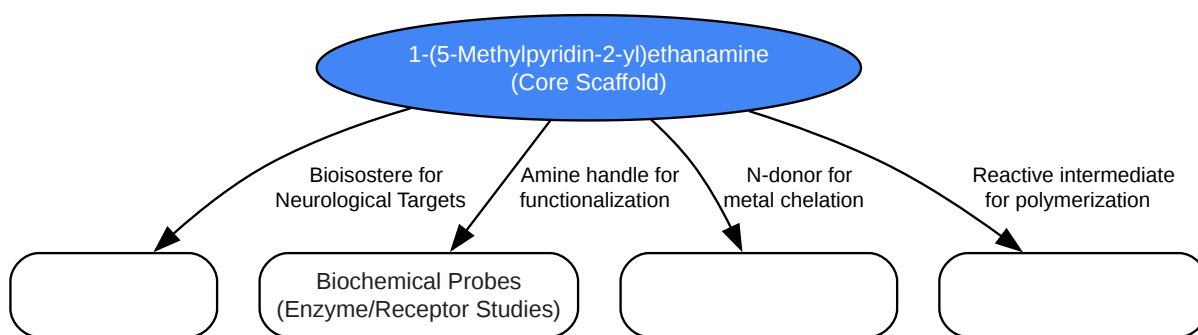 1-(5-Methylpyridin-2-yl)ethanamine
(Core Scaffold)
Bioisostere for
Neurological Targets
Amine handle for
functionalization
N-donor for
metal chelation
Reactive intermediate
for polymerization
Biochemical Probes
(Enzyme/Receptor Studies)